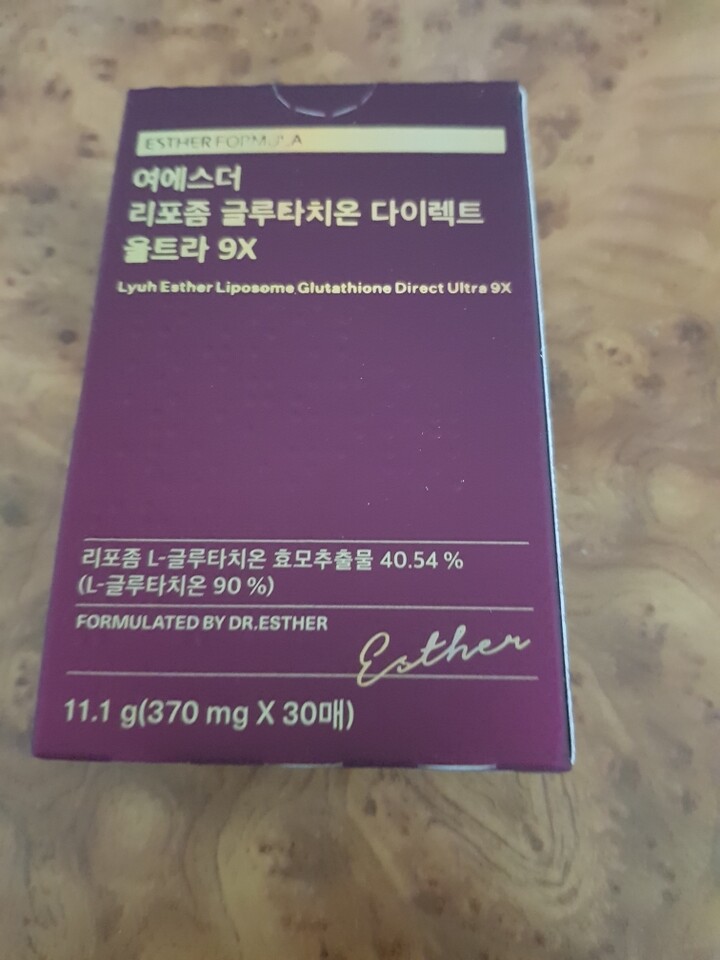 ESTHER FORMULA
여에스더
리포좀 글루타치온 다이렉트
울트라 9X
Lyuh Esther Liposome Glutathione Direct Ultra 9X
리포좀 L-글루타치온 효모추출물 40.54 %
(L-글루타치온 90 %)
FORMULATED BY DR.ESTHER
Esther
11.1 g(370 mg X 30매)